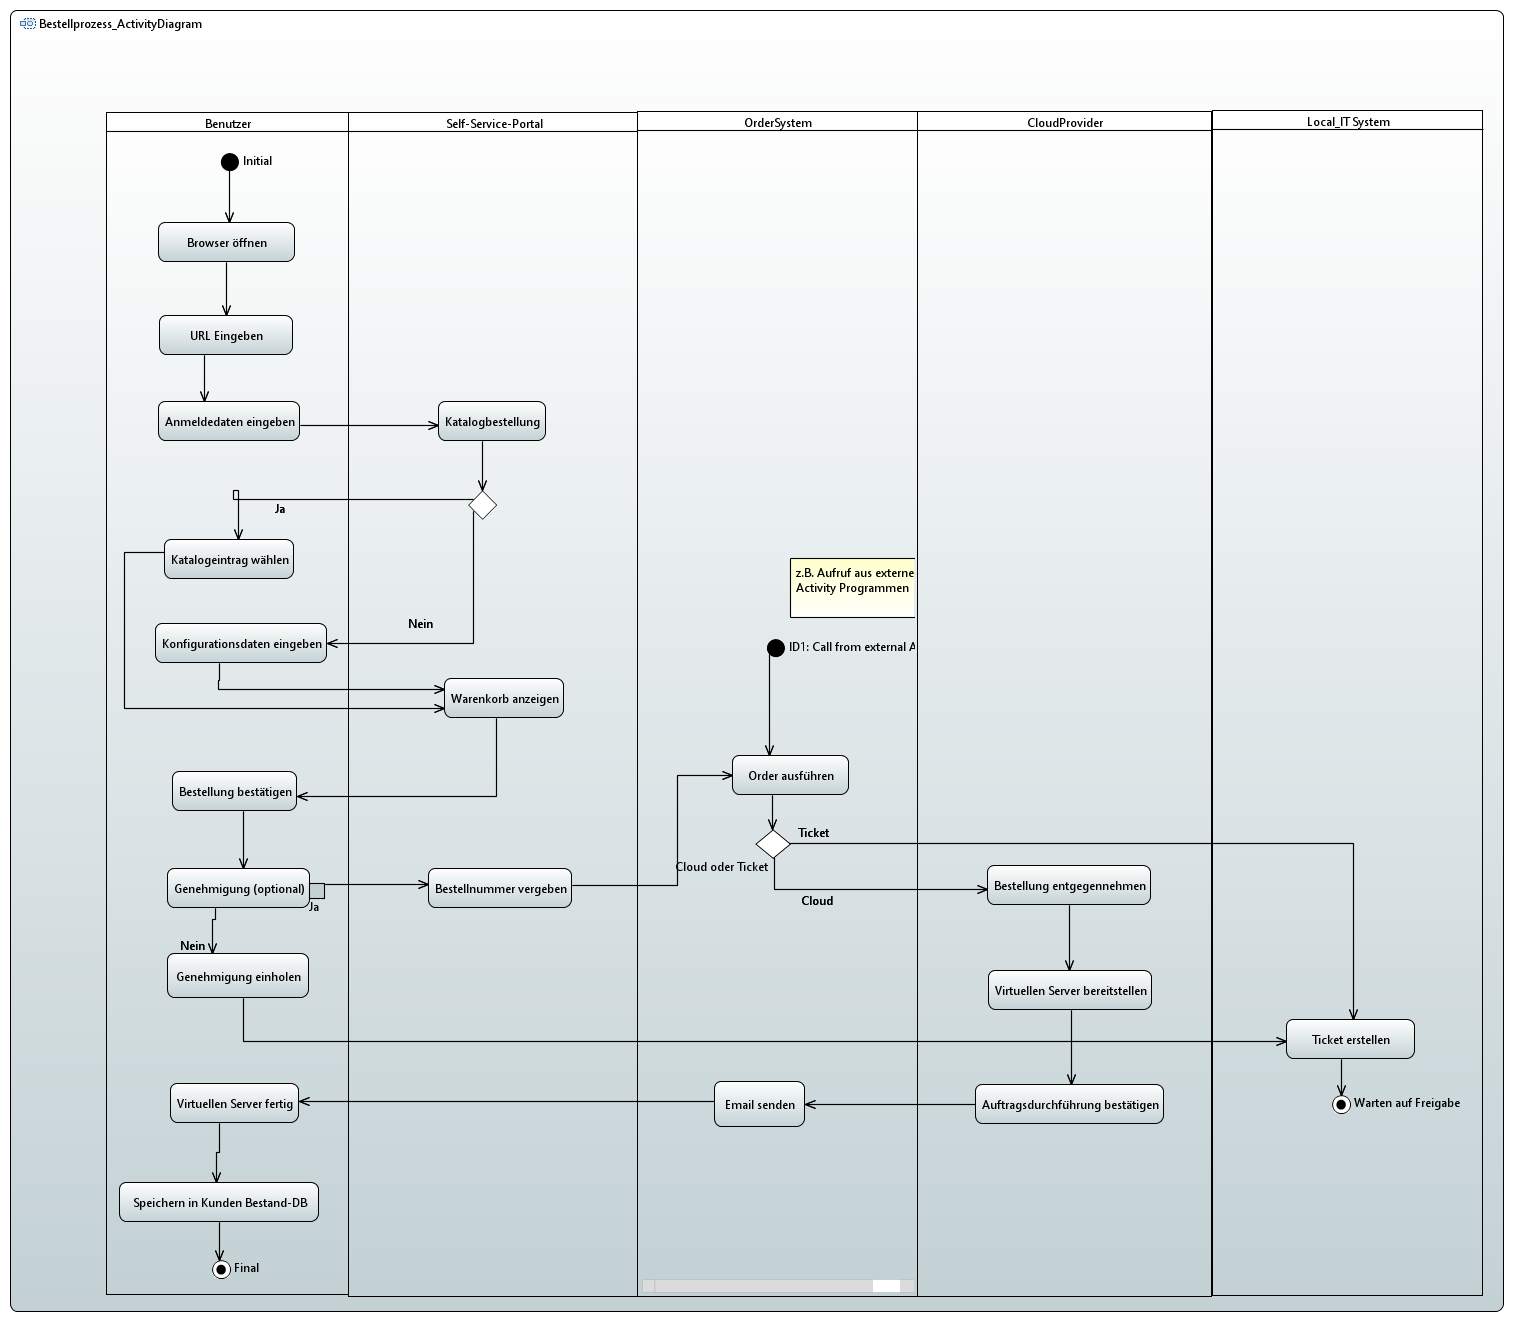 Bestellprozess_ActivityDiagram
Benutzer
Self-Service-Portal
OrderSystem
CloudProvider
Local_IT System
Initial
Browser öffnen
URL Eingeben
Anmeldedaten eingeben
Katalogbestellung
Ja
Katalogeintrag wählen
z.B. Aufruf aus externe
Activity Programmen
Nein
Konfigurationsdaten eingeben
ID1: Call from external A
Warenkorb anzeigen
Order ausführen
Bestellung bestätigen
Ticket
Cloud oder Ticket
Genehmigung (optional)
Bestellnummer vergeben
Bestellung entgegennehmen
Ja
Cloud
Nein
Genehmigung einholen
Virtuellen Server bereitstellen
Ticket erstellen
Virtuellen Server fertig
Email senden
Auftragsdurchführung bestätigen
Warten auf Freigabe
Speichern in Kunden Bestand-DB
Final